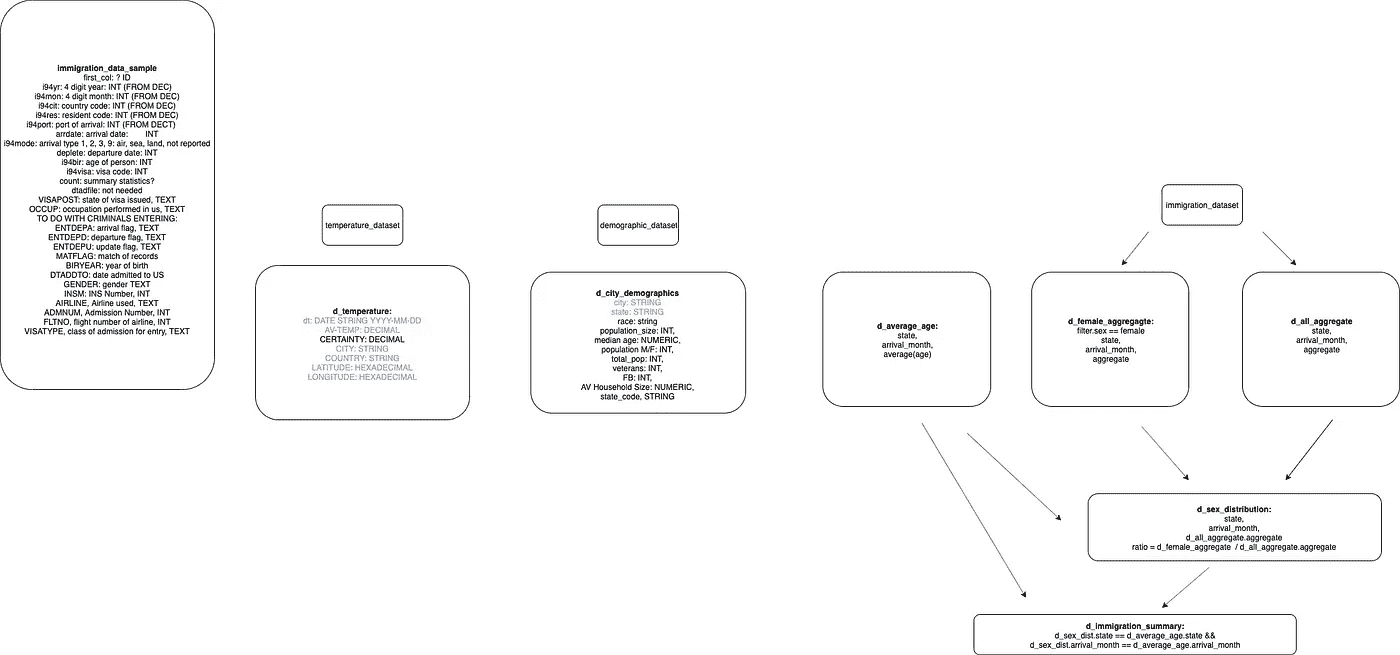 immigration_data_sample
first_col: ? ID
i94yr: 4 digit year: INT (FROM DEC)
i94mon: 4 digit month: INT (FROM DEC)
i94cit: country code: INT (FROM DEC)
i94res: resident code: INT (FROM DEC)
i94port: port of arrival: INT (FROM DECT)
arrdate: arrival date: INT
i94mode: arrival type 1, 2, 3, 9: air, sea, land, not reported
deplete: departure date: INT
i94bir: age of person: INT
i94visa: visa code: INT
count: summary statistics?
dtadfile: not needed
VISAPOST: state of visa issued, TEXT
OCCUP: occupation performed in us, TEXT
TO DO WITH CRIMINALS ENTERING:
ENTDEPA: arrival flag, TEXT
ENTDEPD: departure flag, TEXT
ENTDEPU: update flag, TEXT
MATFLAG: match of records
BIRYEAR: year of birth
DTADDTO: date admitted to US
GENDER: gender TEXT
INSM: INS Number, INT
AIRLINE, Airline used, TEXT
ADMNUM, Admission Number, INT
FLTNO, flight number of airline, INT
VISATYPE, class of admission for entry, TEXT
temperature_dataset
d_temperature:
dt: DATE STRING YYYY-MM-DD
AV-TEMP: DECIMAL
CERTAINTY: DECIMAL
CITY: STRING
COUNTRY: STRING
LATITUDE: HEXADECIMAL
LONGITUDE: HEXADECIMAL
demographic_dataset
d_city_demographics
city: STRING
state: STRING
race: string
population_size: INT,
median age: NUMERIC,
population M/F: INT,
total_pop: INT,
veterans: INT,
FB: INT,
AV Household Size: NUMERIC,
state_code, STRING
immigration_dataset
d_average_age:
state,
arrival_month,
average(age)
d_female_aggregagte:
filter.sex == female
state,
arrival_month,
aggregate
d_all_aggregate
state,
arrival_month,
aggregate
d_sex_distribution:
state,
arrival_month,
d_all_aggregate.aggregate
ratio = d_female_aggregate / d_all_aggregate.aggregate
d_immigration_summary:
d_sex_dist.state == d_average_age.state &&
d_sex_dist.arrival_month == d_average_age.arrival_month